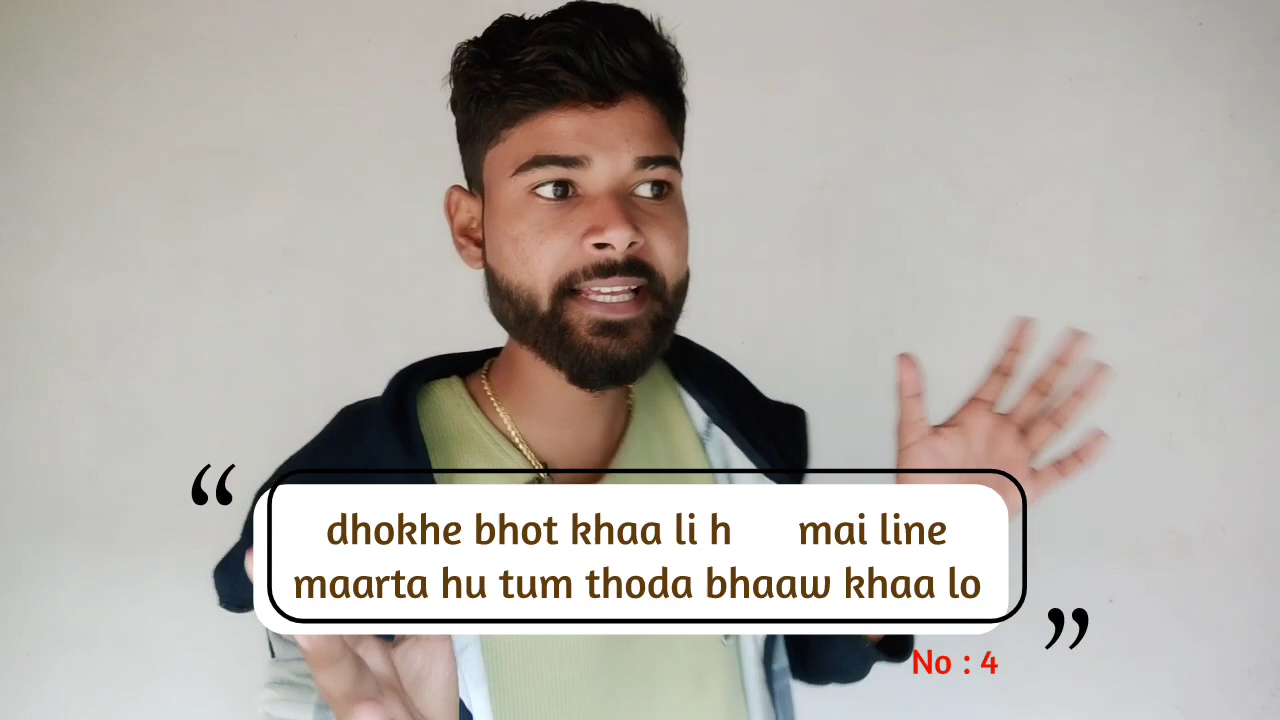 “
dhokhe bhot khaa li h mai line
maarta hu tum thoda bhaaw khaa lo
”
No : 4